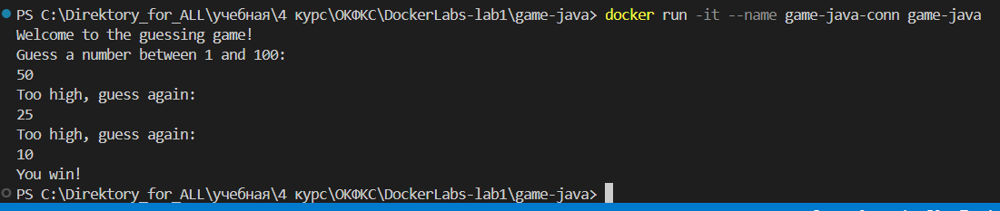 PS C:\Direktory_for_ALL\учебная\4 курс\ОКФКС\DockerLabs-lab1\game-java> docker run -it --name game-java-conn game-java
Welcome to the guessing game!
Guess a number between 1 and 100:
50
Too high, guess again:
25
Too high, guess again:
10
You win!
PS C:\Direktory_for_ALL\учебная\4 курс\ОКФКС\DockerLabs-lab1\game-java>